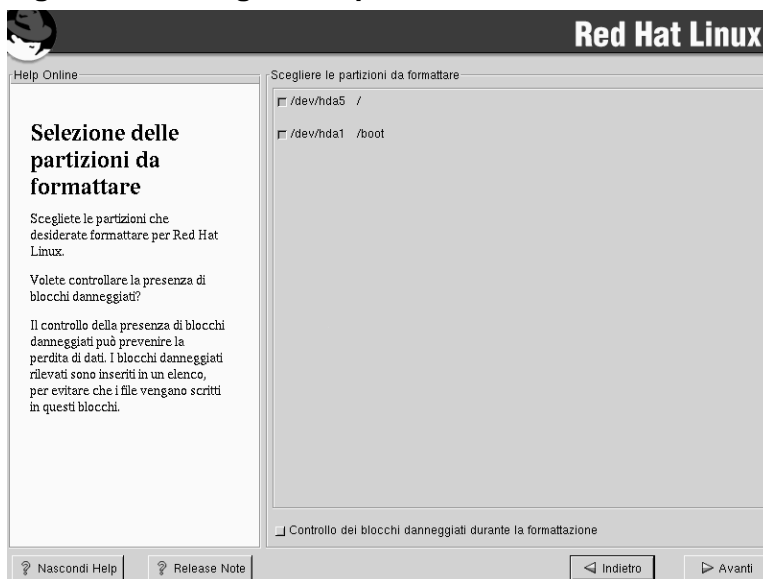 Red Hat Linux
Help Online
Selezione delle
partizioni da
formattare
Scegliete le partizioni che
desiderate formattare per Red Hat
Linux.
Volete controllare la presenza di
blocchi danneggiati?
Il controllo della presenza di blocchi
danneggiati può prevenire la
perdita di dati. I blocchi danneggiati
rilevati sono inseriti in un elenco,
per evitare che i file vengano scritti
in questi blocchi.
Scegliere le partizioni da formattare
/dev/hda5 /
/dev/hda1 /boot
Controllo dei blocchi danneggiati durante la formattazione
Nascondi Help
Release Note
Indietro
Avanti